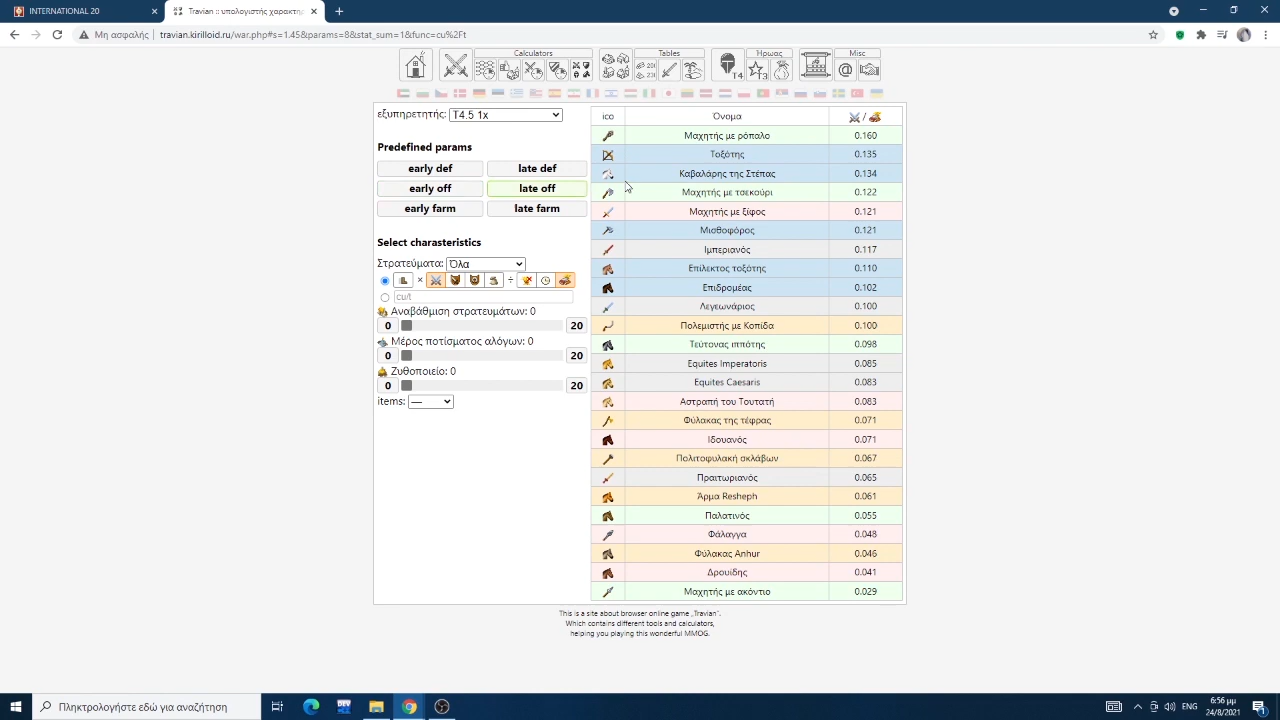 INTERNATIONAL 20
Travian :: υπολογιστής χαρακτηρ
Μη ασφαλής | travian.kirilloid.ru/war.php#s=1.45&params=8&stat_sum=1&func=cu%2Ft
Calculators
Tables
Ήρωας
Misc
T4
T3
εξυπηρετητής: T4.5 1x
Predefined params
early def late def
early off late off
early farm late farm
Select charasteristics
Στρατεύματα: Όλα
cu/t
Αναβάθμιση στρατευμάτων: 0
0 20
Μέρος ποτίσματος αλόγων: 0
0 20
Ζυθοποιείο: 0
0 20
items: —
ico Όνομα /
Μαχητής με ρόπαλο 0.160
Τοξότης 0.135
Καβαλάρης της Στέπας 0.134
Μαχητής με τσεκούρι 0.122
Μαχητής με ξίφος 0.121
Μισθοφόρος 0.121
Ιμπεριανός 0.117
Επίλεκτος τοξότης 0.110
Επιδρομέας 0.102
Λεγεωνάριος 0.100
Πολεμιστής με Κοπίδα 0.100
Τεύτονας ιππότης 0.098
Equites Imperatoris 0.085
Equites Caesaris 0.083
Αστραπή του Τουτατή 0.083
Φύλακας της τέφρας 0.071
Ιδουανός 0.071
Πολιτοφυλακή σκλάβων 0.067
Πραιτωριανός 0.065
Άρμα Resheph 0.061
Παλατινός 0.055
Φάλαγγα 0.048
Φύλακας Anhur 0.046
Δρουίδης 0.041
Μαχητής με ακόντιο 0.029
This is a site about browser online game „Travian“.
Which contains different tools and calculators,
helping you playing this wonderful MMOG.
Πληκτρολογήστε εδώ για αναζήτηση
DEV
ENG
6:56 μμ
24/8/2021